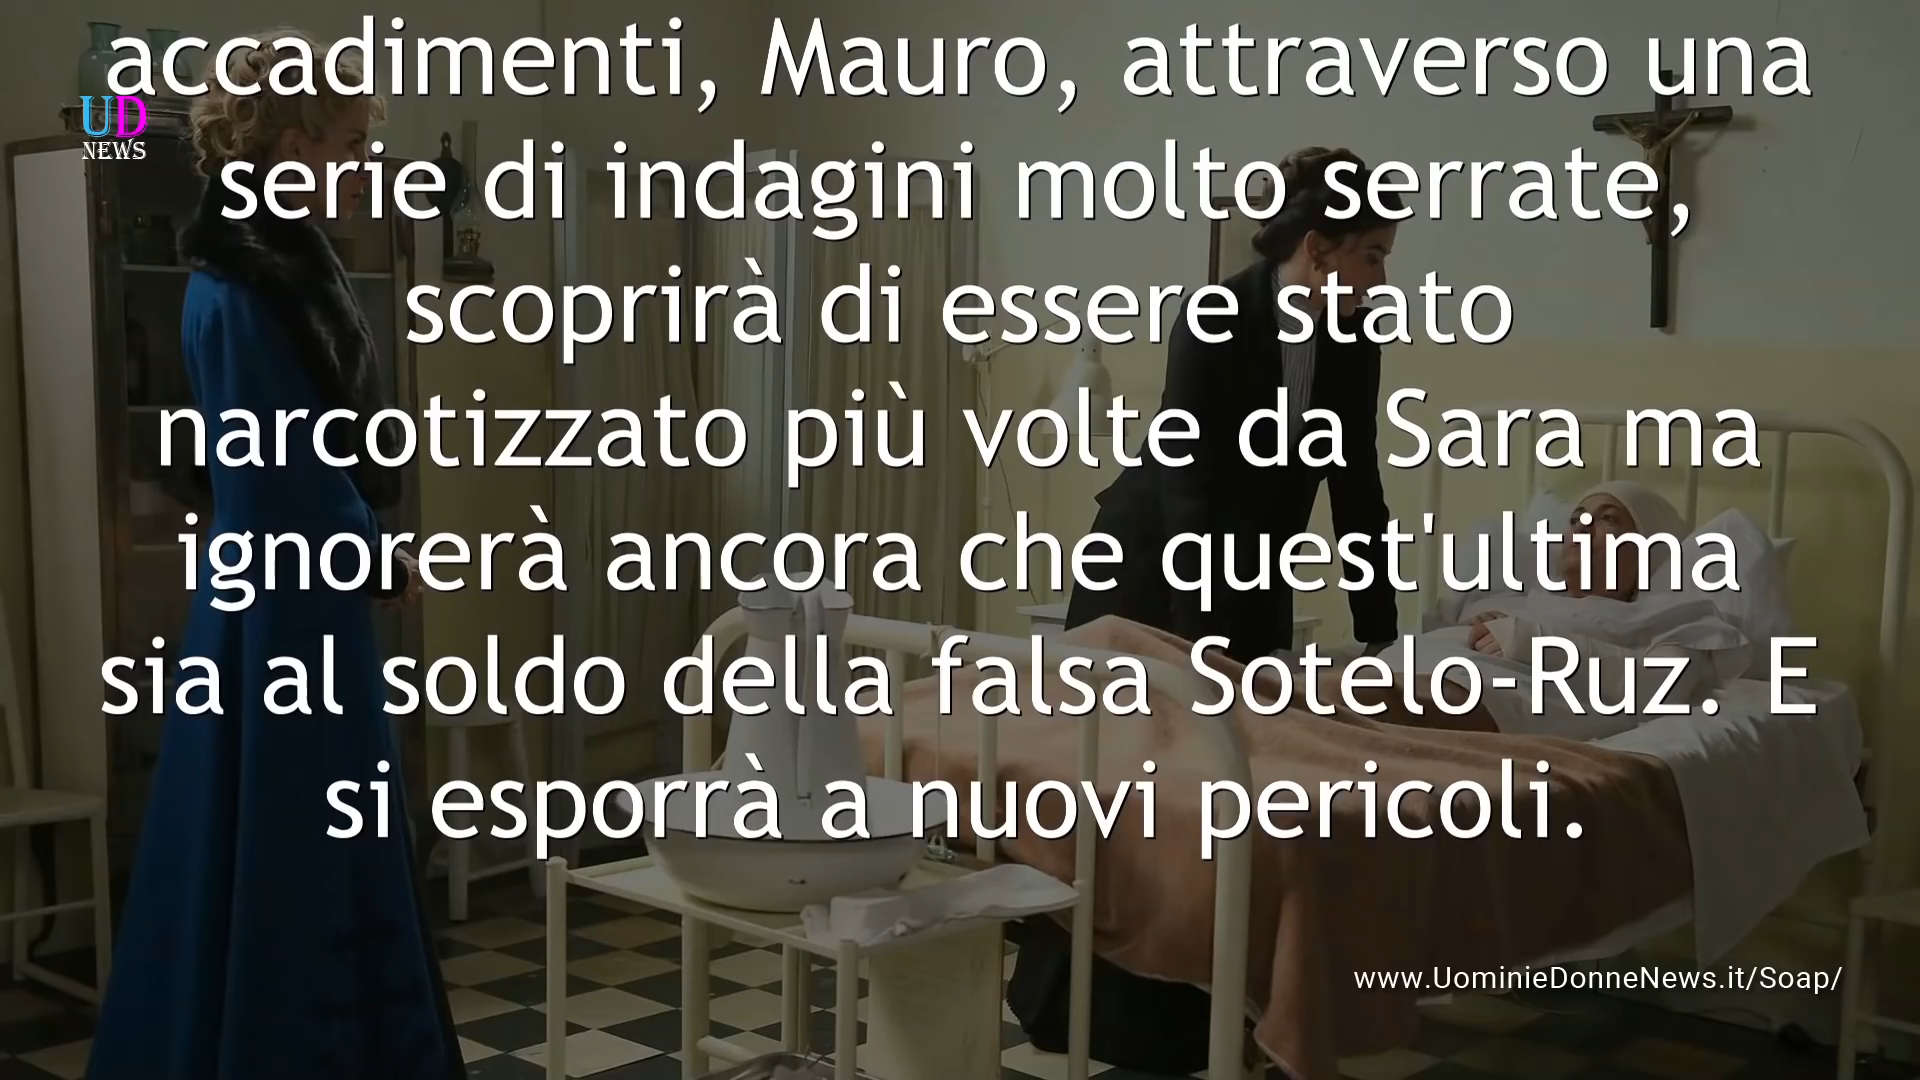 accadimenti, Mauro, attraverso una
UD
NEWS
serie di indagini molto serrate,
scoprirà di essere stato
narcotizzato più volte da Sara ma
ignorerà ancora che quest'ultima
sia al soldo della falsa Sotelo-Ruz. E
si esporrà a nuovi pericoli.
www.UominieDonneNews.it/Soap/